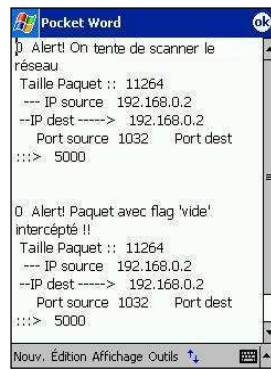 Pocket Word
ok
0 Alert! On tente de scanner le
réseau
Taille Paquet :: 11264
--- IP source 192.168.0.2
--IP dest -----> 192.168.0.2
Port source 1032 Port dest
:::> 5000
0 Alert! Paquet avec flag 'vide'
intercépté !!
Taille Paquet :: 11264
--- IP source 192.168.0.2
--IP dest -----> 192.168.0.2
Port source 1032 Port dest
:::> 5000
Nouv. Édition Affichage Outils